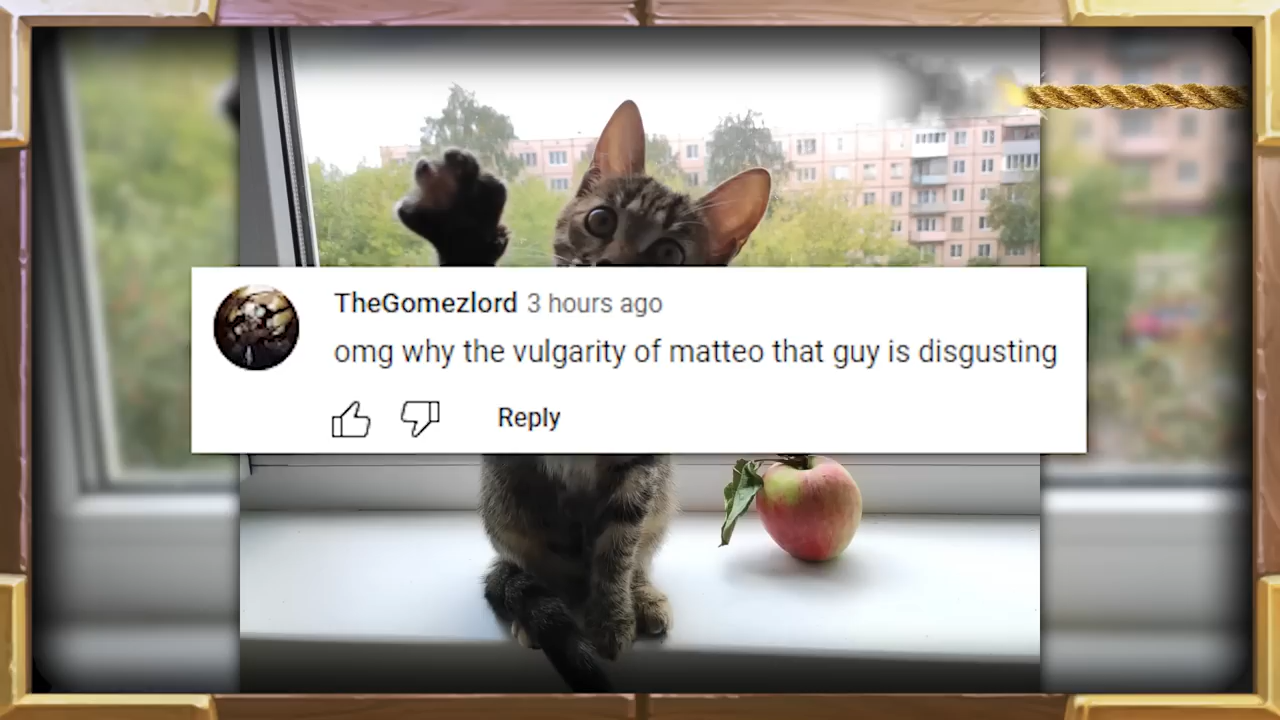 TheGomezlord 3 hours ago
omg why the vulgarity of matteo that guy is disgusting
Reply